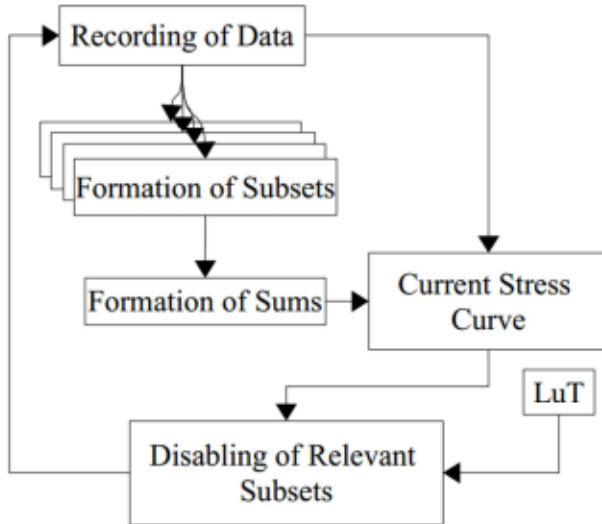 Recording of Data
Formation of Subsets
Formation of Sums
Current Stress
Curve
LuT
Disabling of Relevant
Subsets